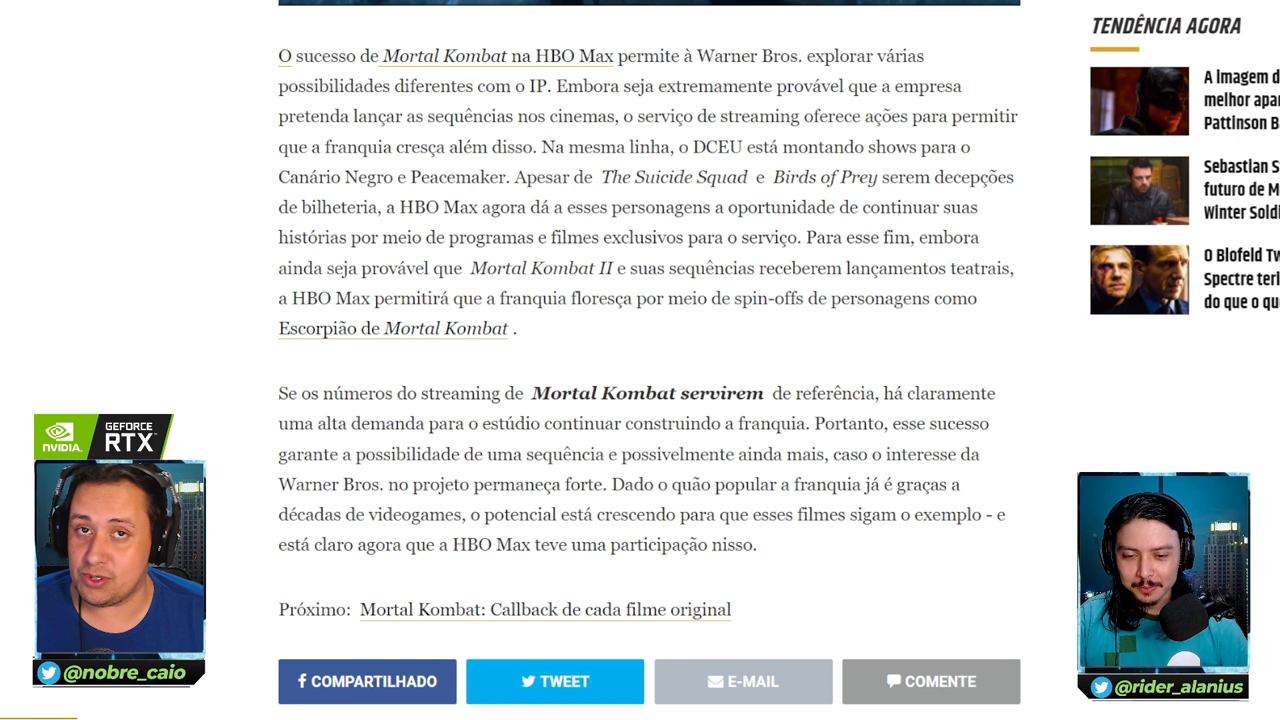 TENDÊNCIA AGORA
O sucesso de Mortal Kombat na HBO Max permite à Warner Bros. explorar várias
possibilidades diferentes com o IP. Embora seja extremamente provável que a empresa
pretenda lançar as sequências nos cinemas, o serviço de streaming oferece ações para permitir
que a franquia cresça além disso. Na mesma linha, o DCEU está montando shows para o
Canário Negro e Peacemaker. Apesar de The Suicide Squad e Birds of Prey serem decepções
de bilheteria, a HBO Max agora dá a esses personagens a oportunidade de continuar suas
histórias por meio de programas e filmes exclusivos para o serviço. Para esse fim, embora
ainda seja provável que Mortal Kombat II e suas sequências receberem lançamentos teatrais,
a HBO Max permitirá que a franquia floresça por meio de spin-offs de personagens como
Escorpião de Mortal Kombat .
Se os números do streaming de Mortal Kombat servirem de referência, há claramente
uma alta demanda para o estúdio continuar construindo a franquia. Portanto, esse sucesso
garante a possibilidade de uma sequência e possivelmente ainda mais, caso o interesse da
Warner Bros. no projeto permaneça forte. Dado o quão popular a franquia já é graças a
décadas de videogames, o potencial está crescendo para que esses filmes sigam o exemplo - e
está claro agora que a HBO Max teve uma participação nisso.
Próximo: Mortal Kombat: Callback de cada filme original
COMPARTILHADO
TWEET
E-MAIL
COMENTE
A imagem d
melhor apar
Pattinson B
Sebastian S
futuro de M
Winter Sold
O Blofeld Tw
Spectre teri
do que o qu
NVIDIA.
GEFORCE
RTX
@nobre_caio
@rider_alanius